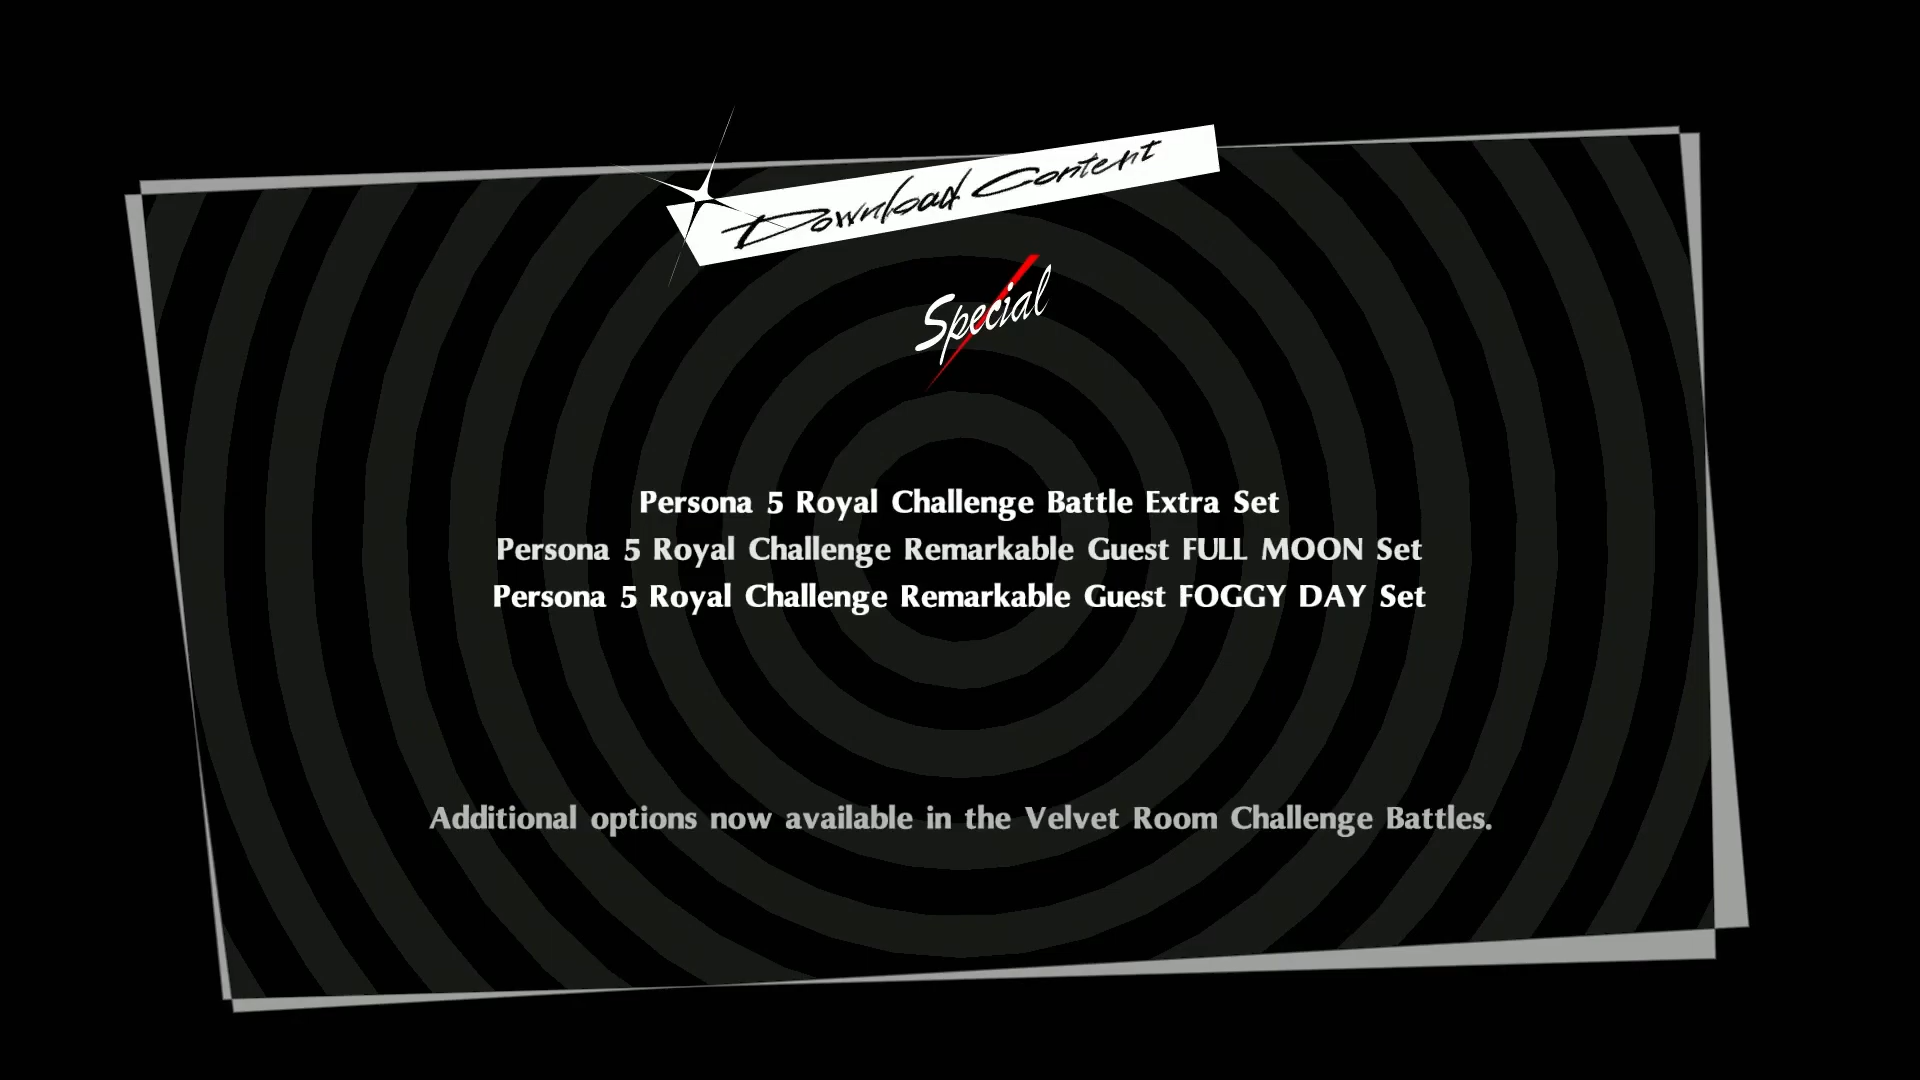 Download Content
Special
Persona 5 Royal Challenge Battle Extra Set
Persona 5 Royal Challenge Remarkable Guest FULL MOON Set
Persona 5 Royal Challenge Remarkable Guest FOGGY DAY Set
Additional options now available in the Velvet Room Challenge Battles.